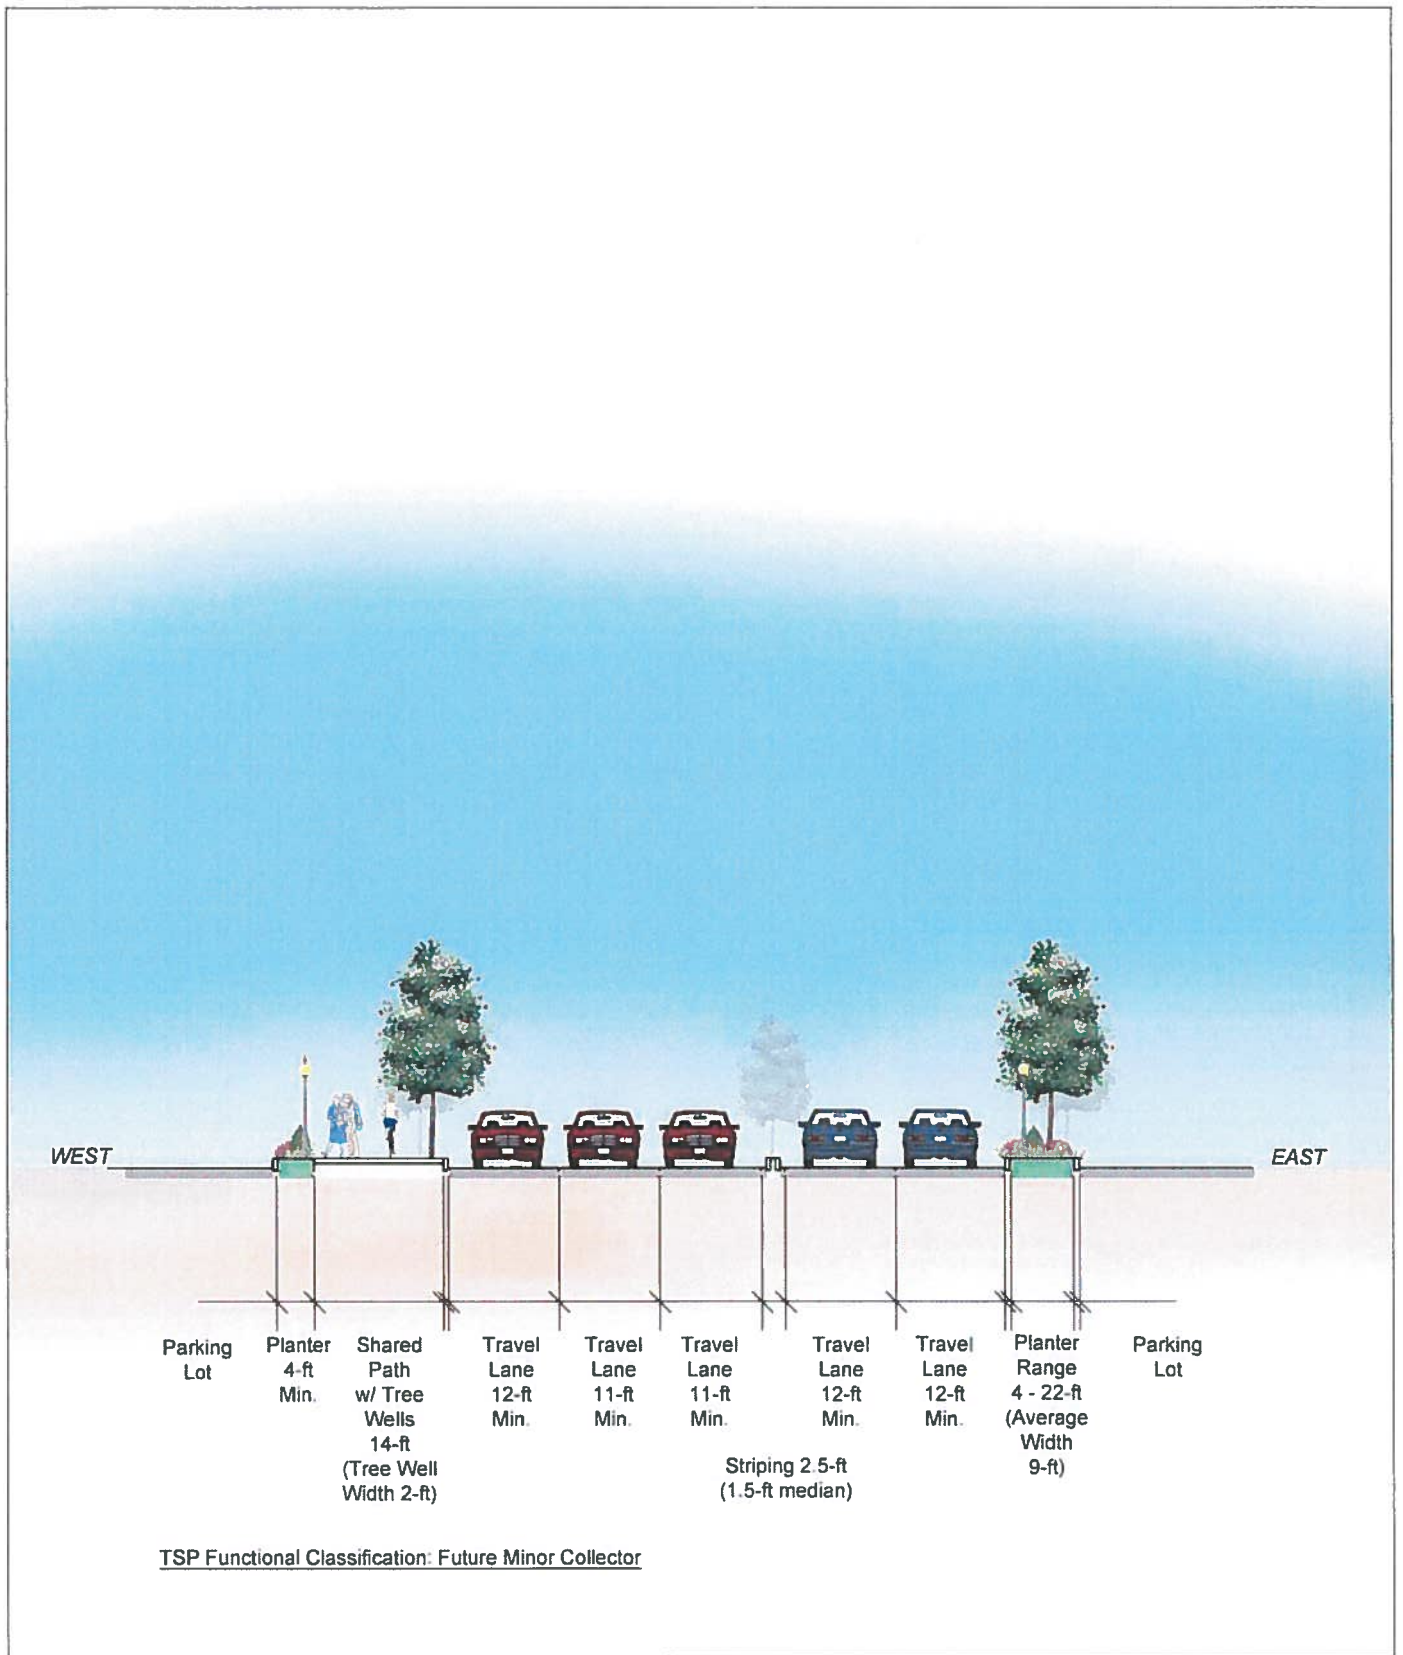 WEST
EAST
Parking
Lot
Planter
4-ft
Min.
Shared
Path
w/ Tree
Wells
14-ft
(Tree Well
Width 2-ft)
Travel
Lane
12-ft
Min.
Travel
Lane
11-ft
Min.
Travel
Lane
11-ft
Min.
Striping 2.5-ft
(1.5-ft median)
Travel
Lane
12-ft
Min.
Travel
Lane
12-ft
Min.
Planter
Range
4 - 22-ft
(Average
Width
9-ft)
Parking
Lot
TSP Functional Classification: Future Minor Collector